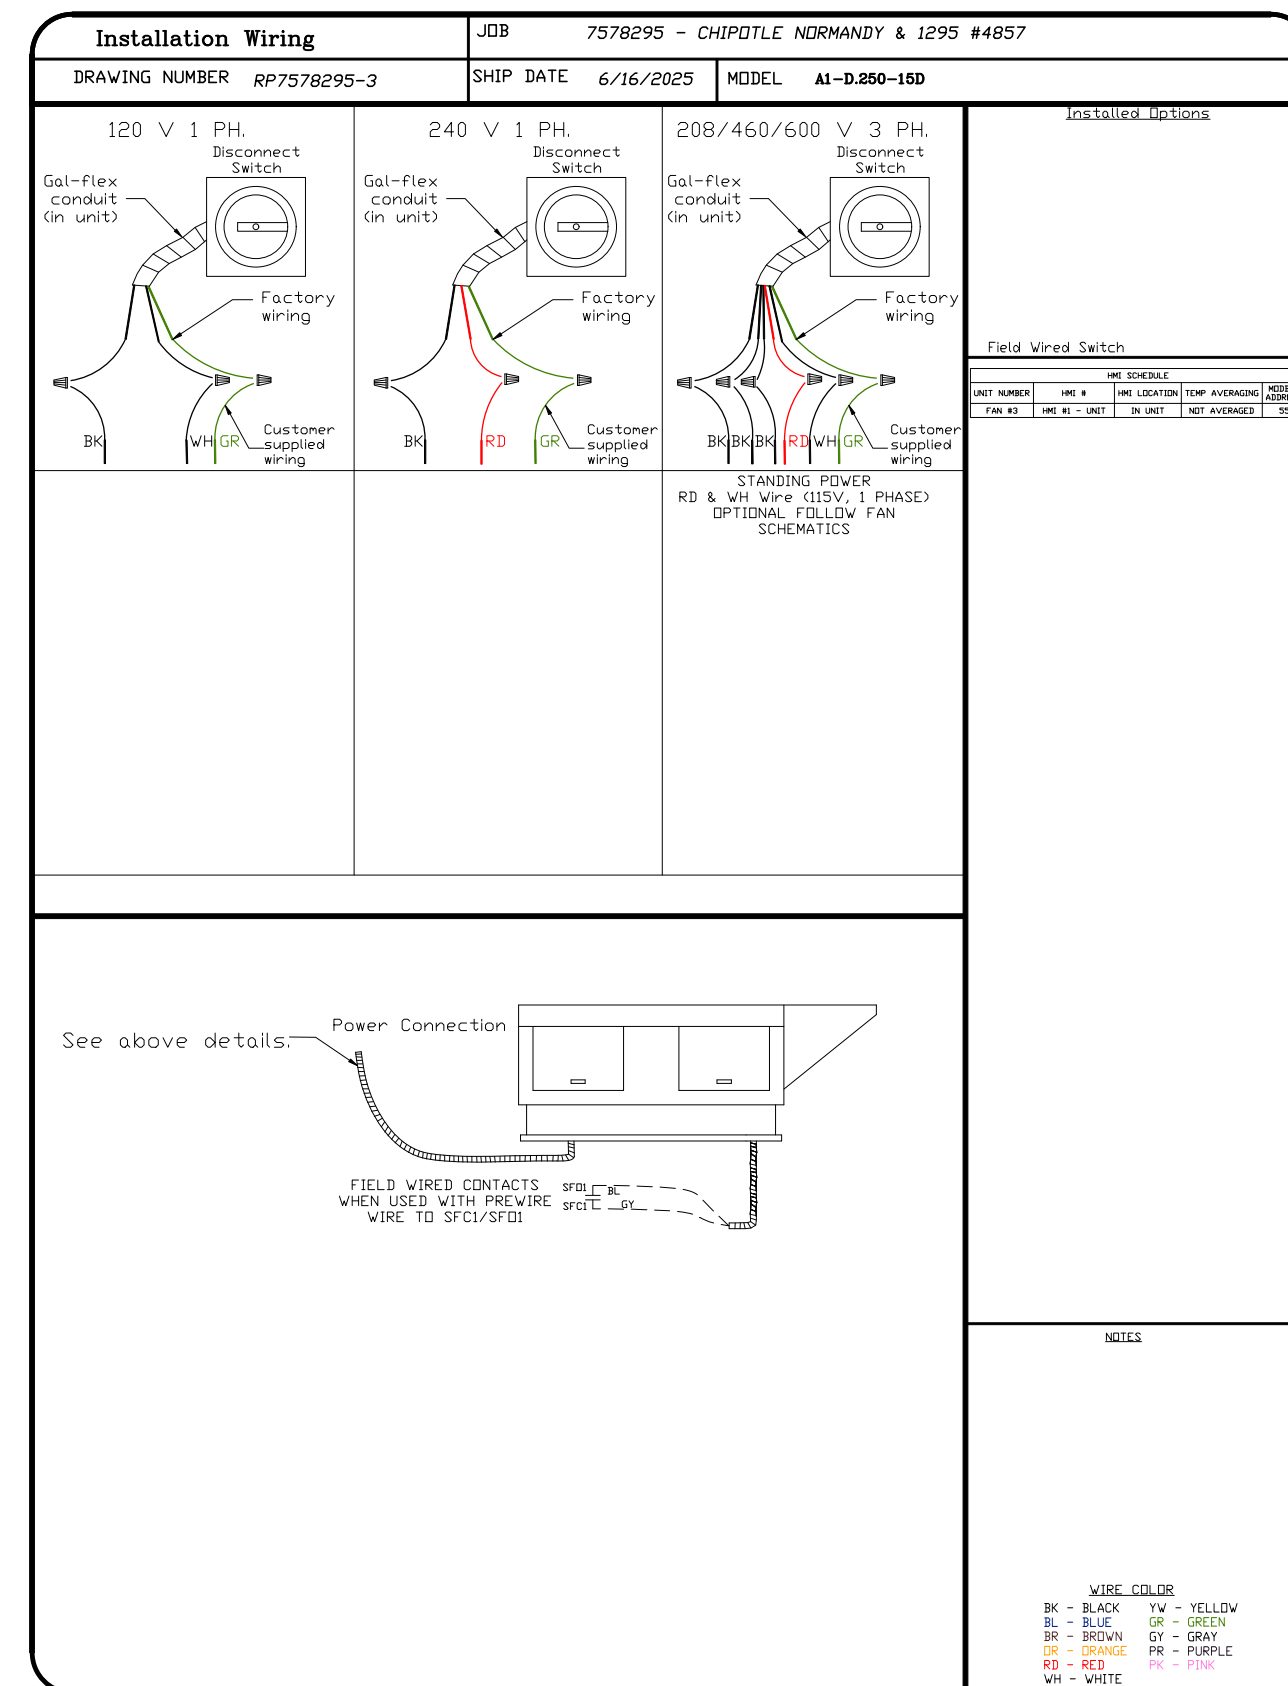 Installation Wiring
JOB 7578295 - CHIPOTLE NORMANDY & 1295 #4857
DRAWING NUMBER RP7578295-3
SHIP DATE 6/16/2025
MODEL A1-D.250-15D
120 V 1 PH.
Disconnect
Switch
Gal-flex
conduit
(in unit)
Factory
wiring
BK
WH
GR
Customer
supplied
wiring
240 V 1 PH.
Disconnect
Switch
Gal-flex
conduit
(in unit)
Factory
wiring
BK
RD
GR
Customer
supplied
wiring
208/460/600 V 3 PH.
Disconnect
Switch
Gal-flex
conduit
(in unit)
Factory
wiring
BK
BK
BK
RD
WH
GR
Customer
supplied
wiring
STANDING POWER
RD & WH Wire (115V, 1 PHASE)
OPTIONAL FOLLOW FAN
SCHEMATICS
Installed Options
Field Wired Switch
HMI SCHEDULE
UNIT NUMBER HMI # HMI LOCATION TEMP AVERAGING
FAN #3 HMI #1 - UNIT IN UNIT NOT AVERAGED 55
See above details.
Power Connection
FIELD WIRED CONTACTS
WHEN USED WITH PREWIRE
WIRE TO SFC1/SFO1
SFO1 BL
SFC1 GY
NOTES
WIRE COLOR
BK - BLACK YW - YELLOW
BL - BLUE GR - GREEN
BR - BROWN GY - GRAY
OR - ORANGE PR - PURPLE
RD - RED PK - PINK
WH - WHITE